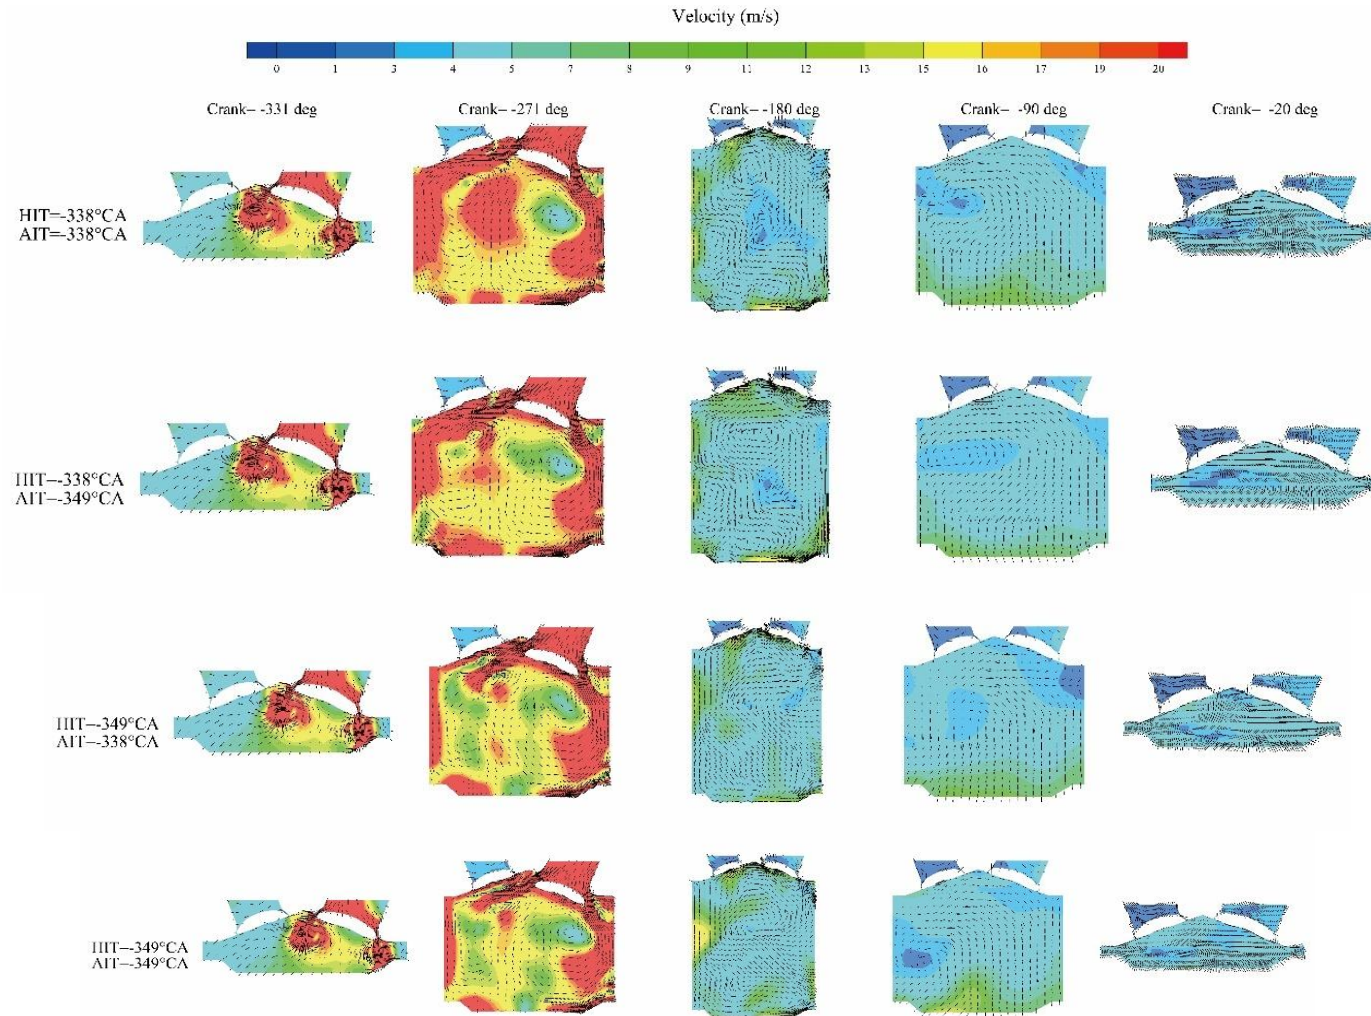 Velocity (m/s)
0 1 3 4 5 7 8 9 11 12 13 15 16 17 19 20
Crank= -331 deg Crank= -271 deg Crank= -180 deg Crank= -90 deg Crank= -20 deg
HIT=-338°CA
AIT=-338°CA
HIT=-338°CA
AIT=-349°CA
HIT=-349°CA
AIT=-338°CA
HIT=-349°CA
AIT=-349°CA